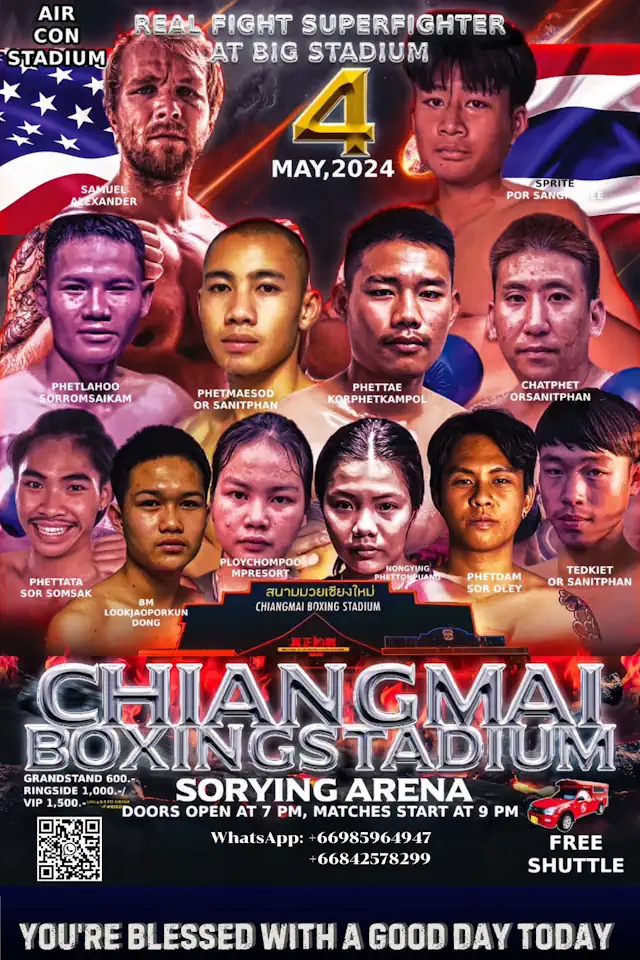 AIR
CON
STADIUM
REAL FIGHT SUPERFIGHTER
AT BIG STADIUM
4
MAY,2024
SAMUEL
ALEXANDER
SPRITE
POR
PHETLAHOO
SORROMSAIKAM
PHETMAESOD
OR SANITPHAN
PHETTAE
KORPHETKAMPOL
CHATPHET
ORSANITPHAN
PHETTATA
SOR SOMSAK
BM
LOOKJAOPORKUN
DONG
PLOYCHOMPOO
MPRESORT
NONGYING
PHETTONPUANG
PHETDAM
SOR OLEY
TEDKIET
OR SANITPHAN
สนามมวยเชียงใหม่
CHIANGMAI BOXING STADIUM
CHIANGMAI
BOXINGSTADIUM
GRANDSTAND 600.-
RINGSIDE 1,000.-/
VIP 1,500.-
SORYING ARENA
DOORS OPEN AT 7 PM, MATCHES START AT 9 PM
WhatsApp: +66985964947
+66842578299
FREE
SHUTTLE
YOU'RE BLESSED WITH A GOOD DAY TODAY